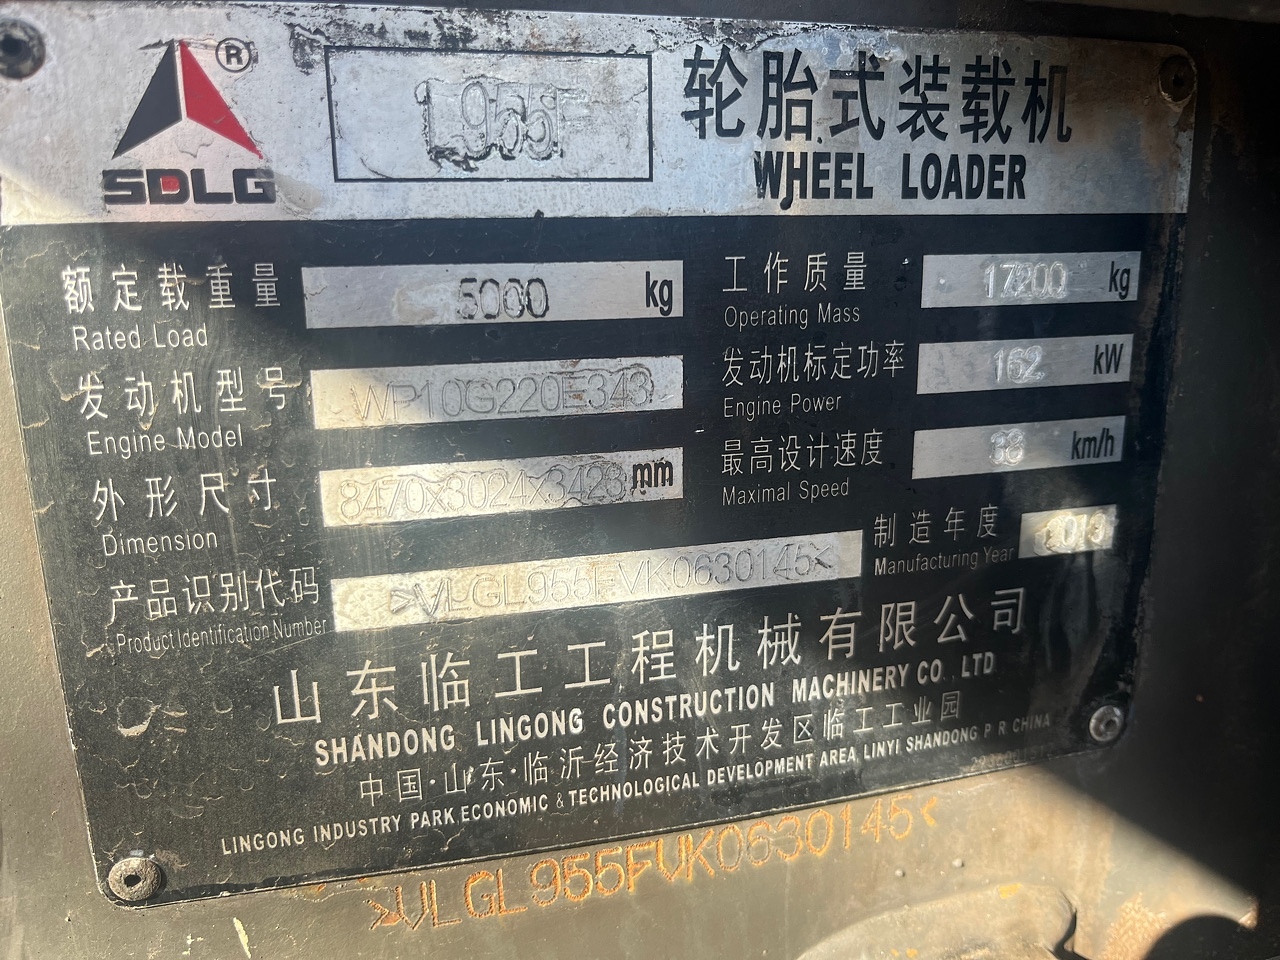 ®
SDLG
L955F
轮胎式装载机
WHEEL LOADER
额定载重量 5000 kg
Rated Load
工作质量 17200 kg
Operating Mass
发动机型号 WP10G220E343
Engine Model
发动机标定功率 162 kW
Engine Power
外形尺寸 8470x3024x3423 mm
Dimension
最高设计速度 38 km/h
Maximal Speed
产品识别代码 >VLGL955FVK0630145<
Product Identification Number
制造年度
Manufacturing Year
山东临工工程机械有限公司
SHANDONG LINGONG CONSTRUCTION MACHINERY CO., LTD
中国·山东·临沂经济技术开发区临工工业园
LINGONG INDUSTRY PARK,ECONOMIC & TECHNOLOGICAL DEVELOPMENT AREA, LINYI SHANDONG P R CHINA
>VLGL955FVK0630145<